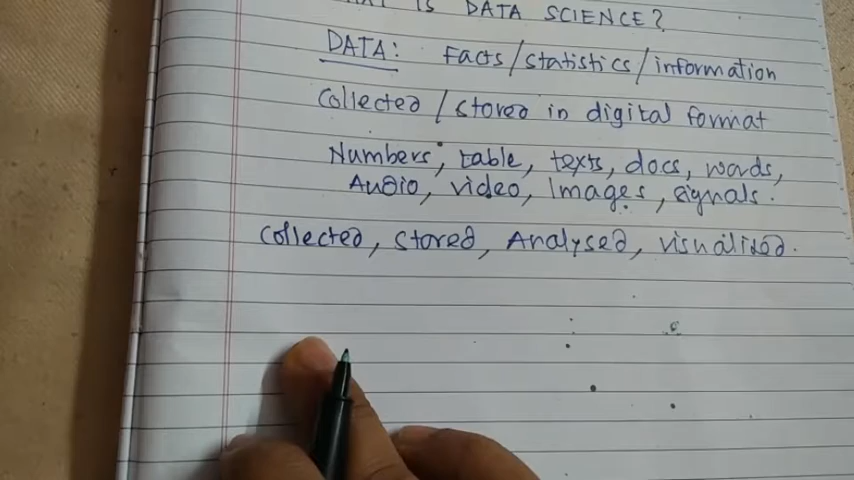 IS DATA SCIENCE?
DATA: Facts/statistics/information
Collected/stored in digital format
Numbers, table, texts, docs, words,
Audio, video, Images, signals.
Collected, stored, Analysed, visualised.